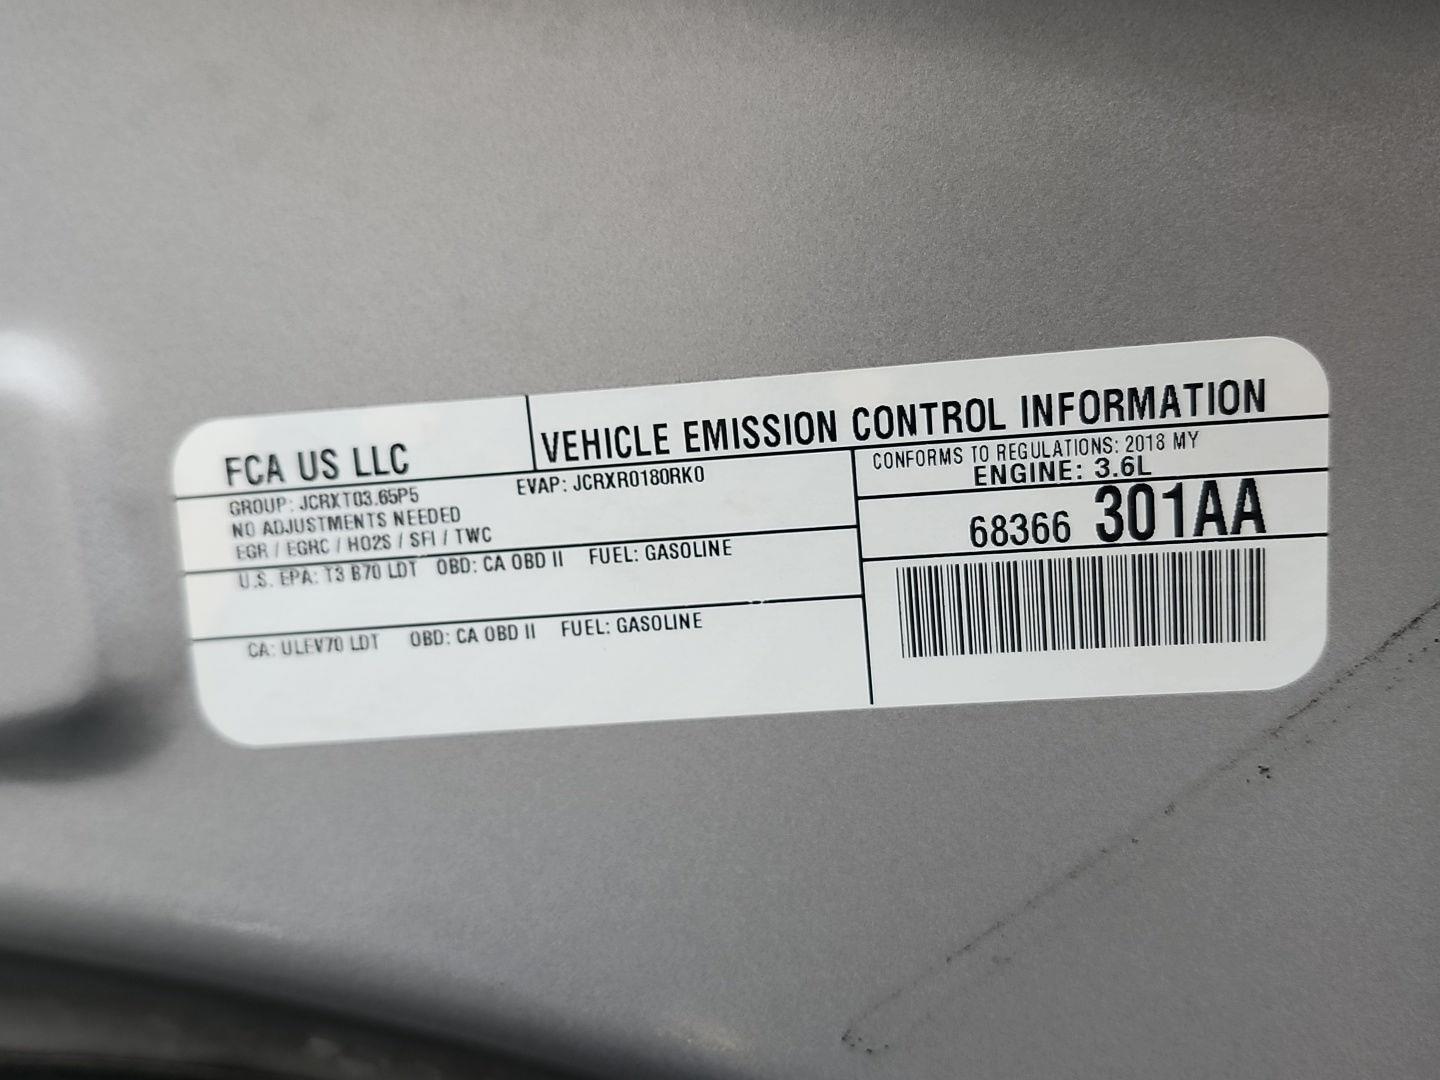 FCA US LLC
VEHICLE EMISSION CONTROL INFORMATION
GROUP: JCRXT03.65P5
EVAP: JCRXR0180RK0
NO ADJUSTMENTS NEEDED
EGR / EGRC / HO2S / SFI / TWC
U.S. EPA: T3 B70 LDT OBD: CA OBD II FUEL: GASOLINE
CA: ULEV70 LDT OBD: CA OBD II FUEL: GASOLINE
CONFORMS TO REGULATIONS: 2018 MY
ENGINE: 3.6L
68366 301AA